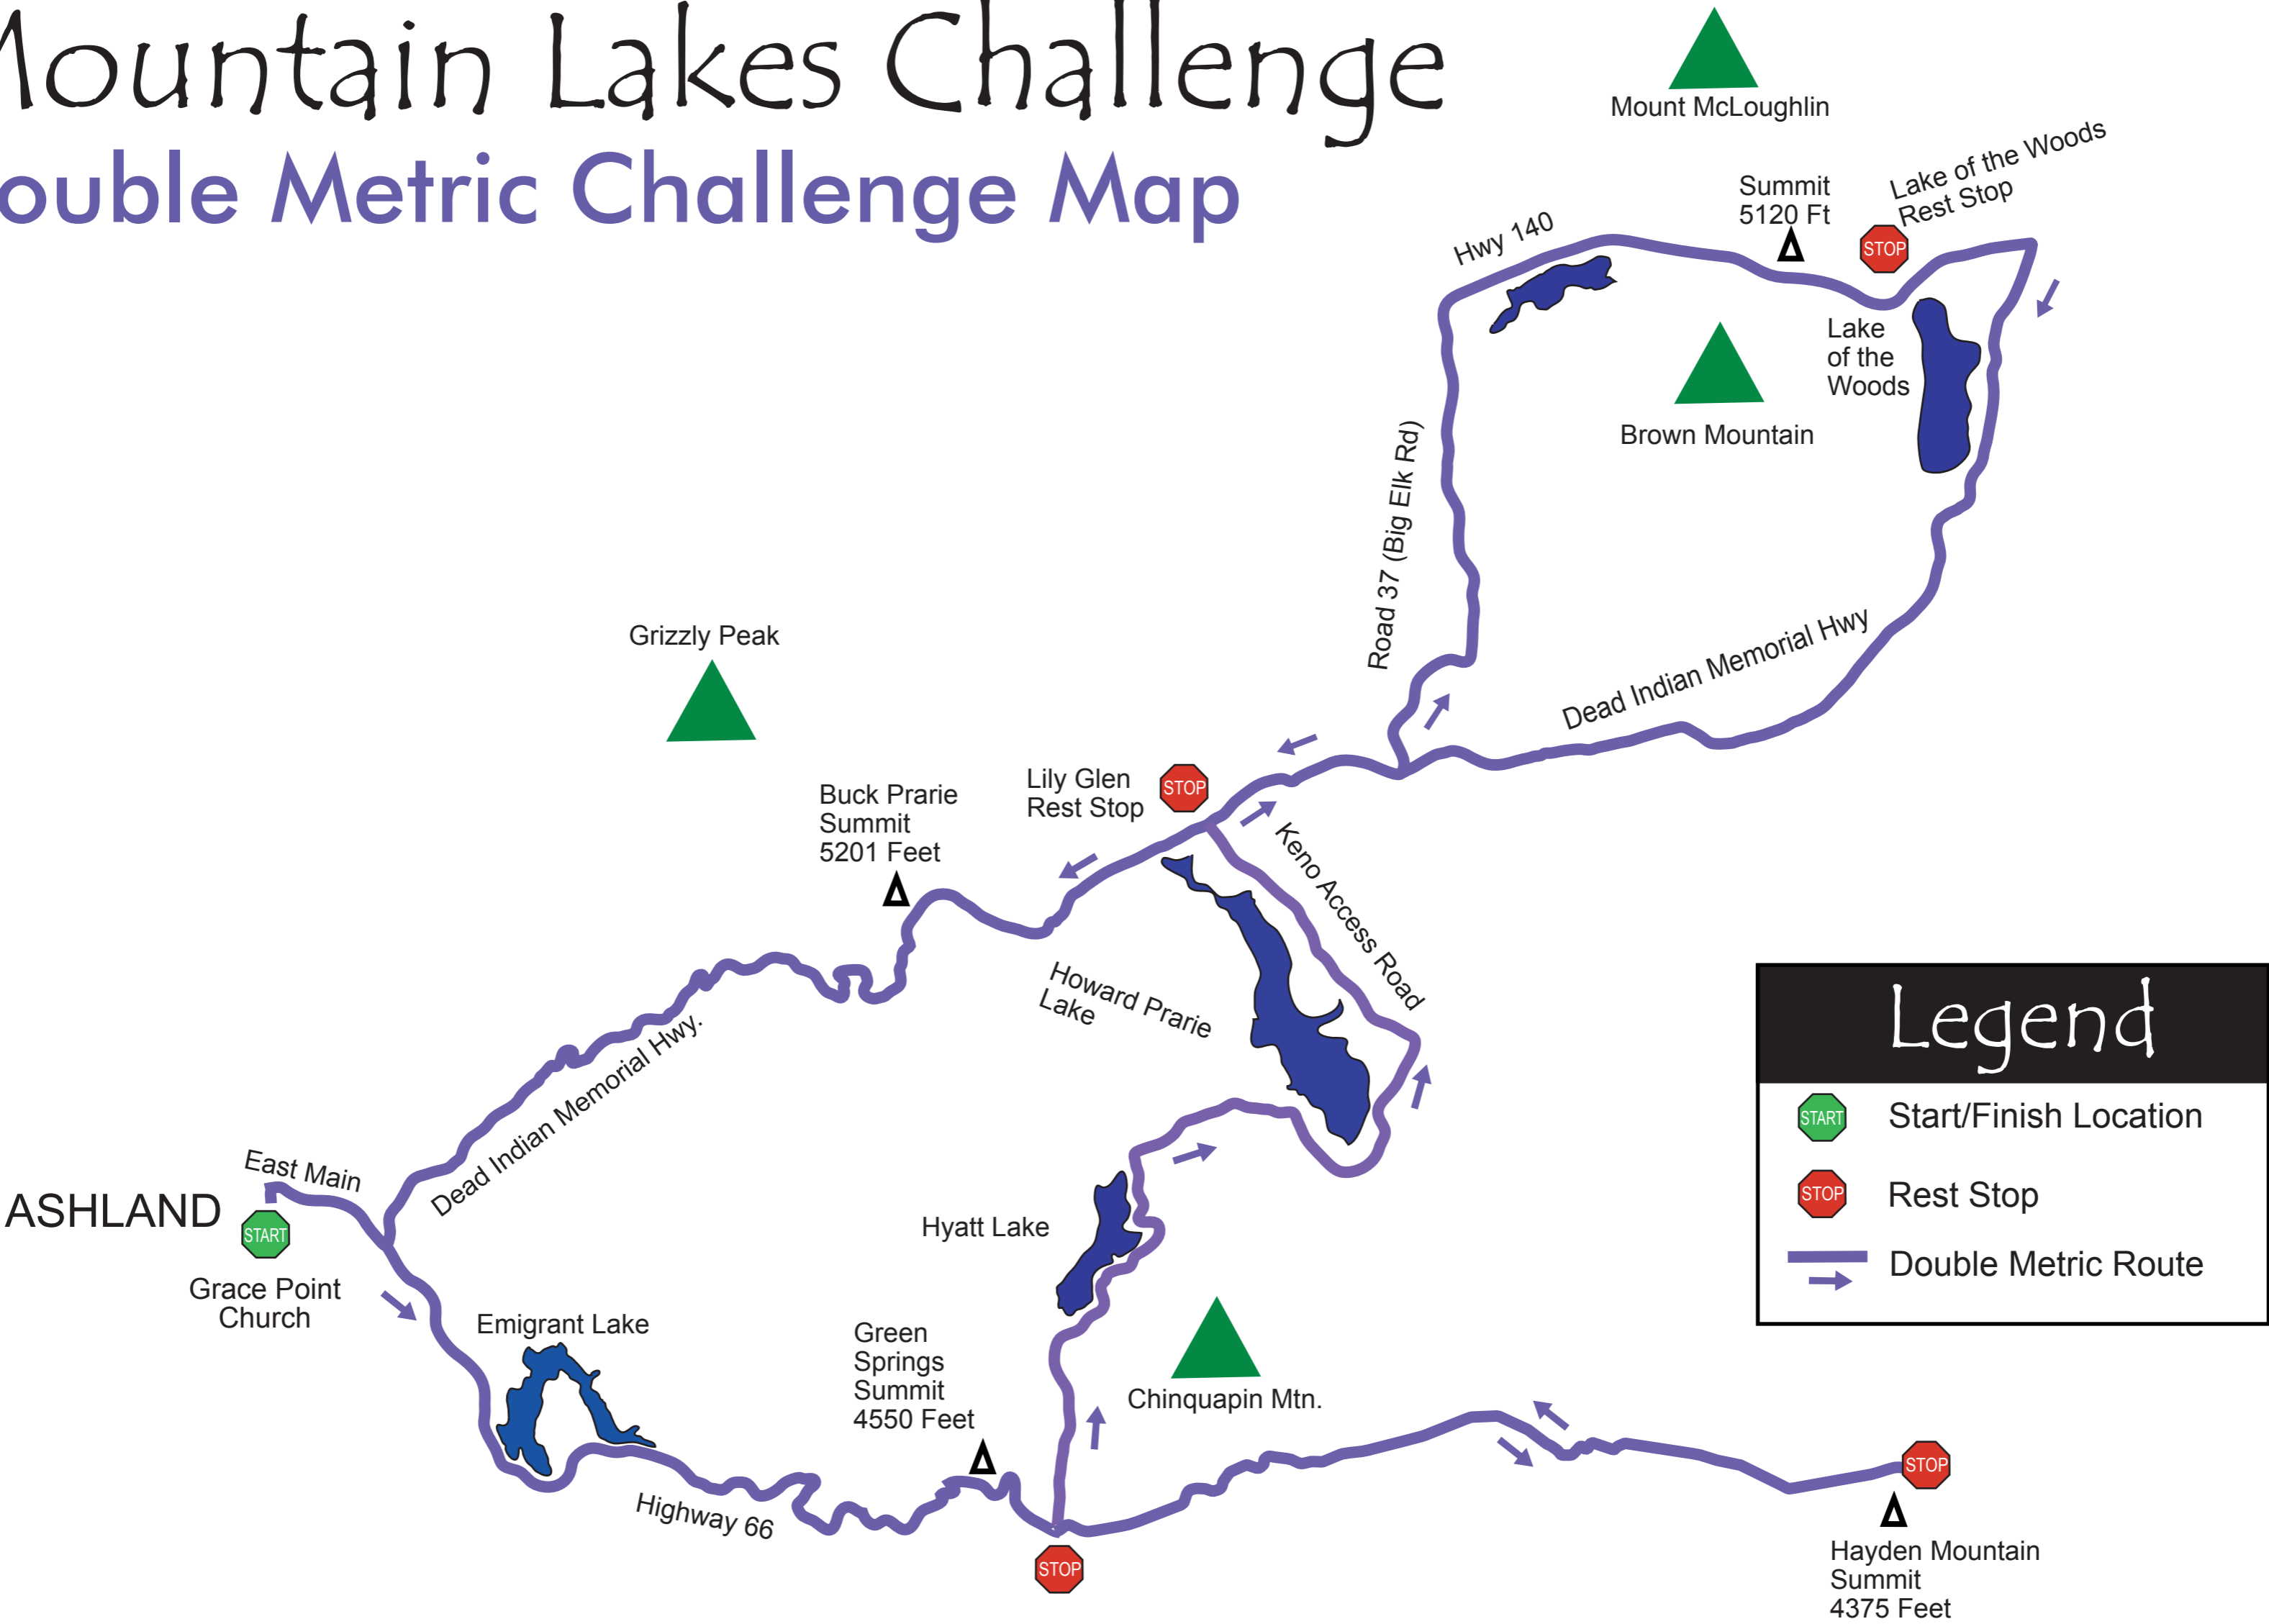 Mountain Lakes Challenge
ouble Metric Challenge Map
Mount McLoughlin
Lake of the Woods
Rest Stop
Summit
5120 Ft
STOP
Hwy 140
Lake
of the
Woods
Brown Mountain
Road 37 (Big Elk Rd)
Dead Indian Memorial Hwy
Grizzly Peak
Lily Glen
Rest Stop
STOP
Buck Prarie
Summit
5201 Feet
Keno Access Road
Howard Prarie
Lake
Dead Indian Memorial Hwy.
East Main
ASHLAND
START
Grace Point
Church
Hyatt Lake
Emigrant Lake
Green
Springs
Summit
4550 Feet
Chinquapin Mtn.
Highway 66
STOP
STOP
Hayden Mountain
Summit
4375 Feet
Legend
START
Start/Finish Location
STOP
Rest Stop
Double Metric Route